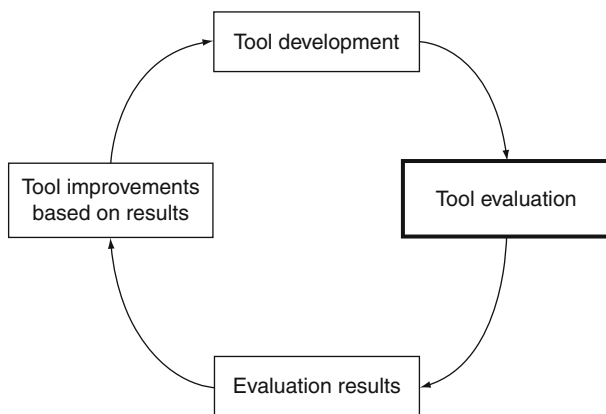 Tool development
Tool improvements
based on results
Tool evaluation
Evaluation results